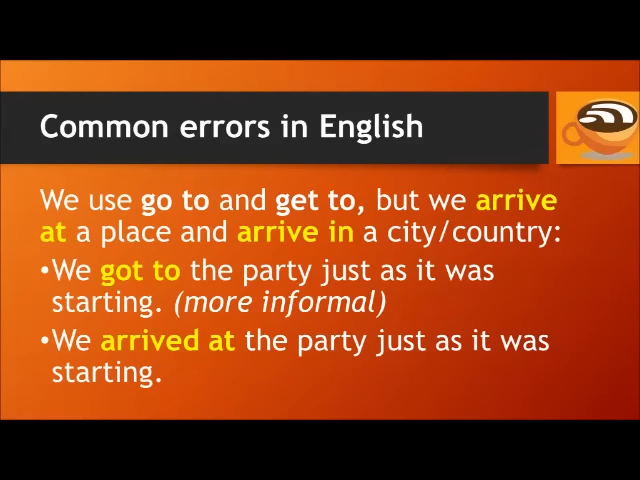 Common errors in English
We use go to and get to, but we arrive
at a place and arrive in a city/country:
•We got to the party just as it was
starting. (more informal)
•We arrived at the party just as it was
starting.